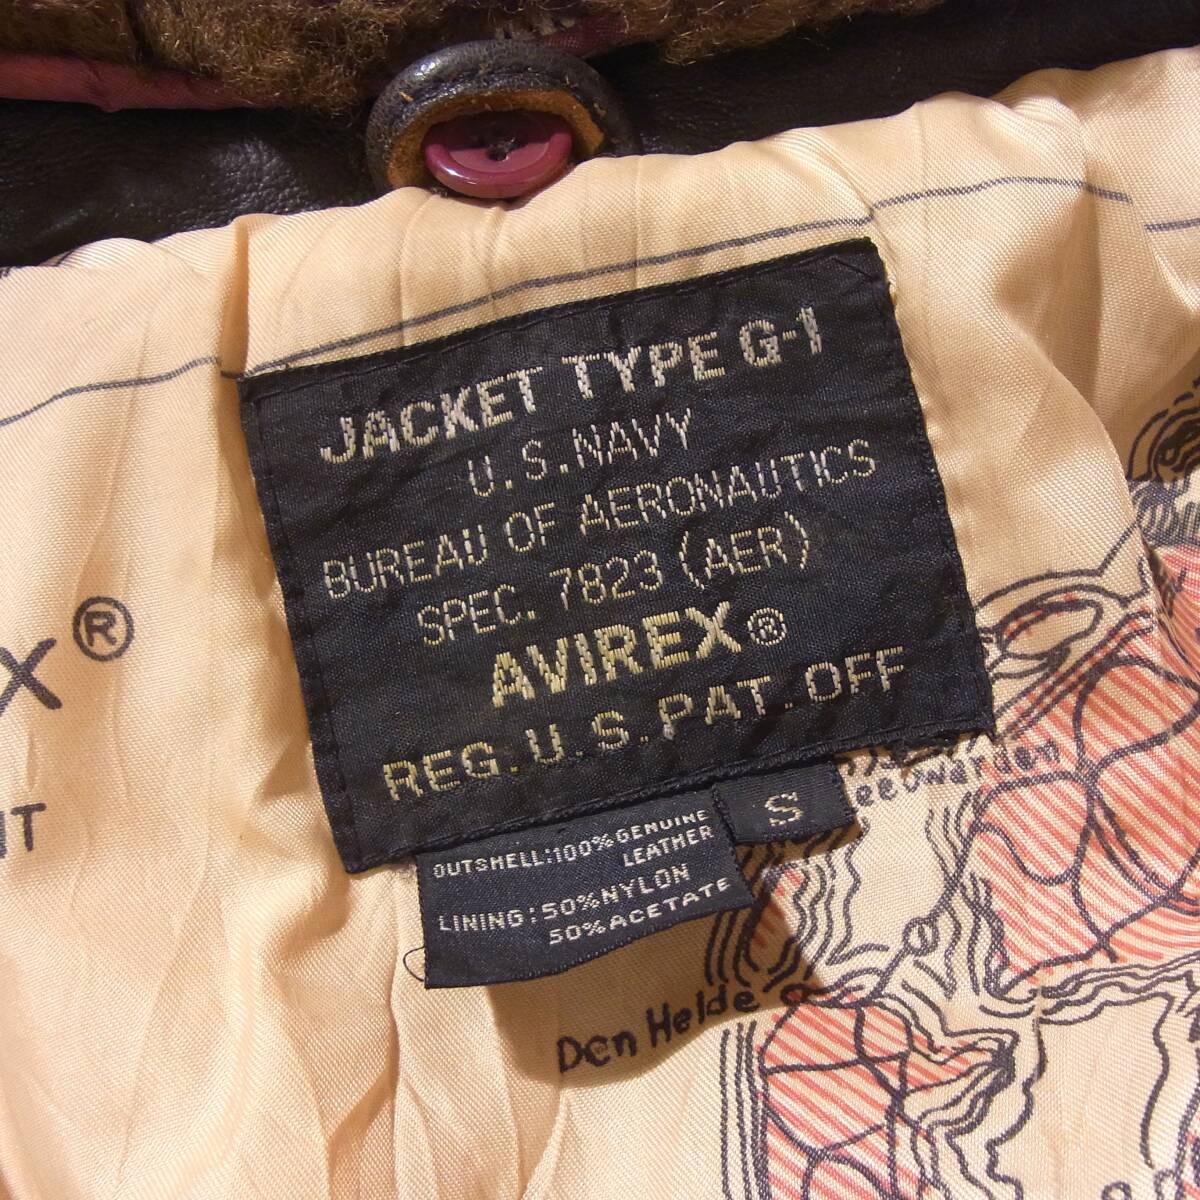 JACKET TYPE G-1
U.S.NAVY
BUREAU OF AERONAUTICS
SPEC. 7823 (AER)
AVIREX®
REG.U.S.PAT.OFF
S
OUTSHELL:100%GENUINE
LEATHER
LINING:50%NYLON
50%ACETATE
X®
NT
Leeuwarden
Den Helde